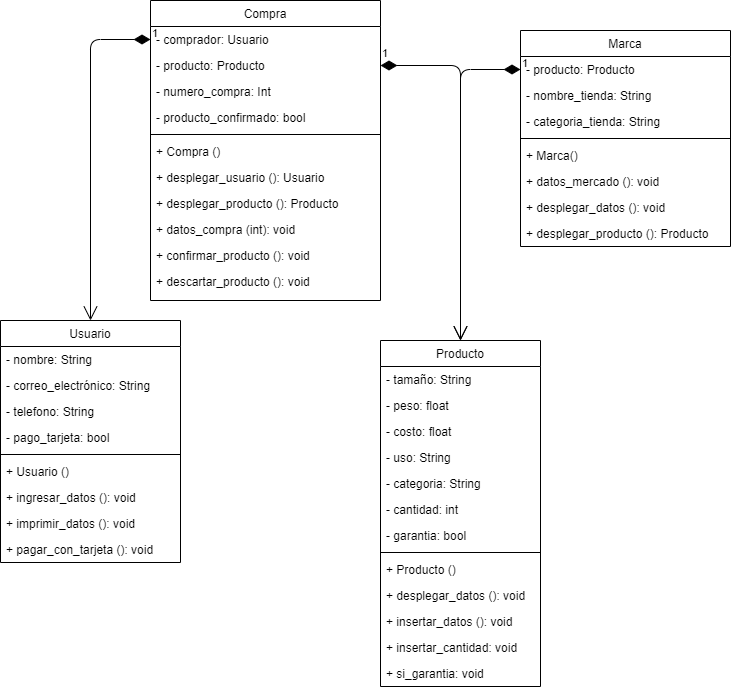 Compra
1
- comprador: Usuario
- producto: Producto
- numero_compra: Int
- producto_confirmado: bool
+ Compra ()
+ desplegar_usuario (): Usuario
+ desplegar_producto (): Producto
+ datos_compra (int): void
+ confirmar_producto (): void
+ descartar_producto (): void
1
Marca
1
- producto: Producto
- nombre_tienda: String
- categoria_tienda: String
+ Marca()
+ datos_mercado (): void
+ desplegar_datos (): void
+ desplegar_producto (): Producto
Usuario
- nombre: String
- correo_electrónico: String
- telefono: String
- pago_tarjeta: bool
+ Usuario ()
+ ingresar_datos (): void
+ imprimir_datos (): void
+ pagar_con_tarjeta (): void
Producto
- tamaño: String
- peso: float
- costo: float
- uso: String
- categoria: String
- cantidad: int
- garantia: bool
+ Producto ()
+ desplegar_datos (): void
+ insertar_datos (): void
+ insertar_cantidad: void
+ si_garantia: void